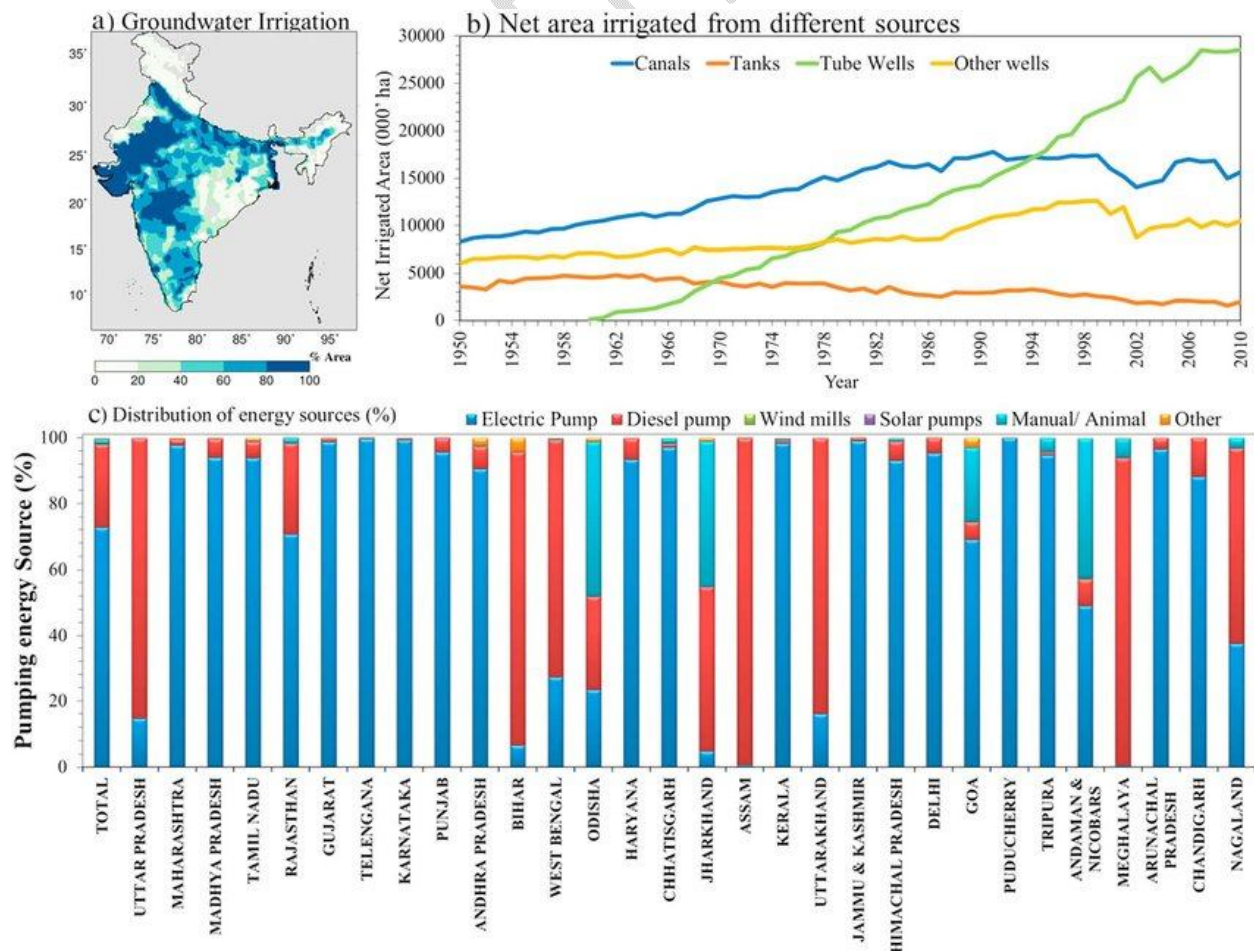 a) Groundwater Irrigation
35°
30°
25°
20°
15°
10°
70° 75° 80° 85° 90° 95°
% Area
0 20 40 60 80 100
b) Net area irrigated from different sources
Canals Tanks Tube Wells Other wells
Net Irrigated Area (000' ha)
30000
25000
20000
15000
10000
5000
0
1950 1954 1958 1962 1966 1970 1974 1978 1982 1986 1990 1994 1998 2002 2006 2010
Year
c) Distribution of energy sources (%)
Electric Pump Diesel pump Wind mills Solar pumps Manual/ Animal Other
Pumping energy Source (%)
100
80
60
40
20
0
TOTAL
UTTAR PRADESH
MAHARASHTRA
MADHYA PRADESH
TAMIL NADU
RAJASTHAN
GUJARAT
TELENGANA
KARNATAKA
PUNJAB
ANDHRA PRADESH
BIHAR
WEST BENGAL
ODISHA
HARYANA
CHHATISGARH
JHARKHAND
ASSAM
KERALA
UTTARAKHAND
JAMMU & KASHMIR
HIMACHAL PRADESH
DELHI
GOA
PUDUCHERRY
TRIPURA
ANDAMAN &
NICOBARS
MEGHALAYA
ARUNACHAL
PRADESH
CHANDIGARH
NAGALAND